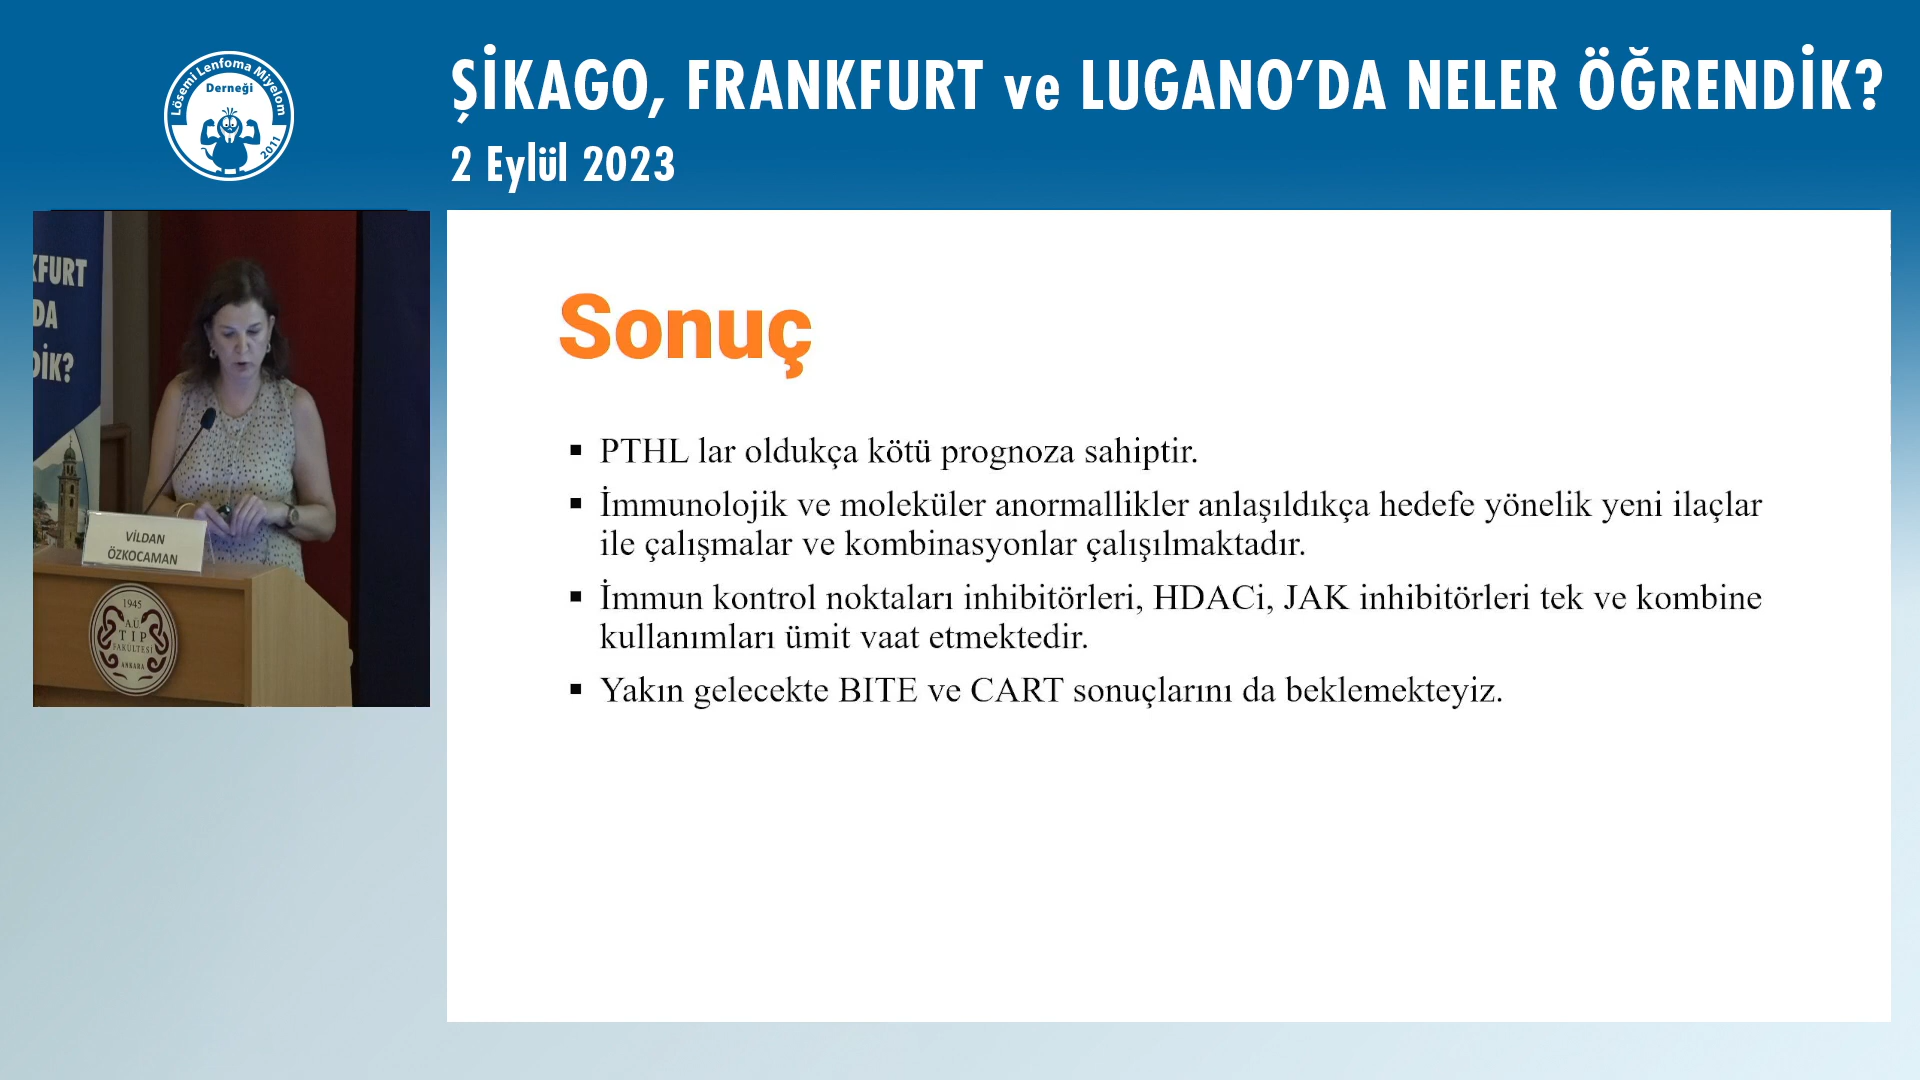 Lösemi Lenfoma Miyelom
Derneği
2011
ŞİKAGO, FRANKFURT ve LUGANO’DA NELER ÖĞRENDİK?
2 Eylül 2023
KFURT
DA
DİK?
VİLDAN
ÖZKOCAMAN
1945
A.Ü
TIP
FAKÜLTESİ
ANKARA
Sonuç
▪ PTHL lar oldukça kötü prognoza sahiptir.
▪ İmmunolojik ve moleküler anormallikler anlaşıldıkça hedefe yönelik yeni ilaçlar
ile çalışmalar ve kombinasyonlar çalışılmaktadır.
▪ İmmun kontrol noktaları inhibitörleri, HDACi, JAK inhibitörleri tek ve kombine
kullanımları ümit vaat etmektedir.
▪ Yakın gelecekte BITE ve CART sonuçlarını da beklemekteyiz.